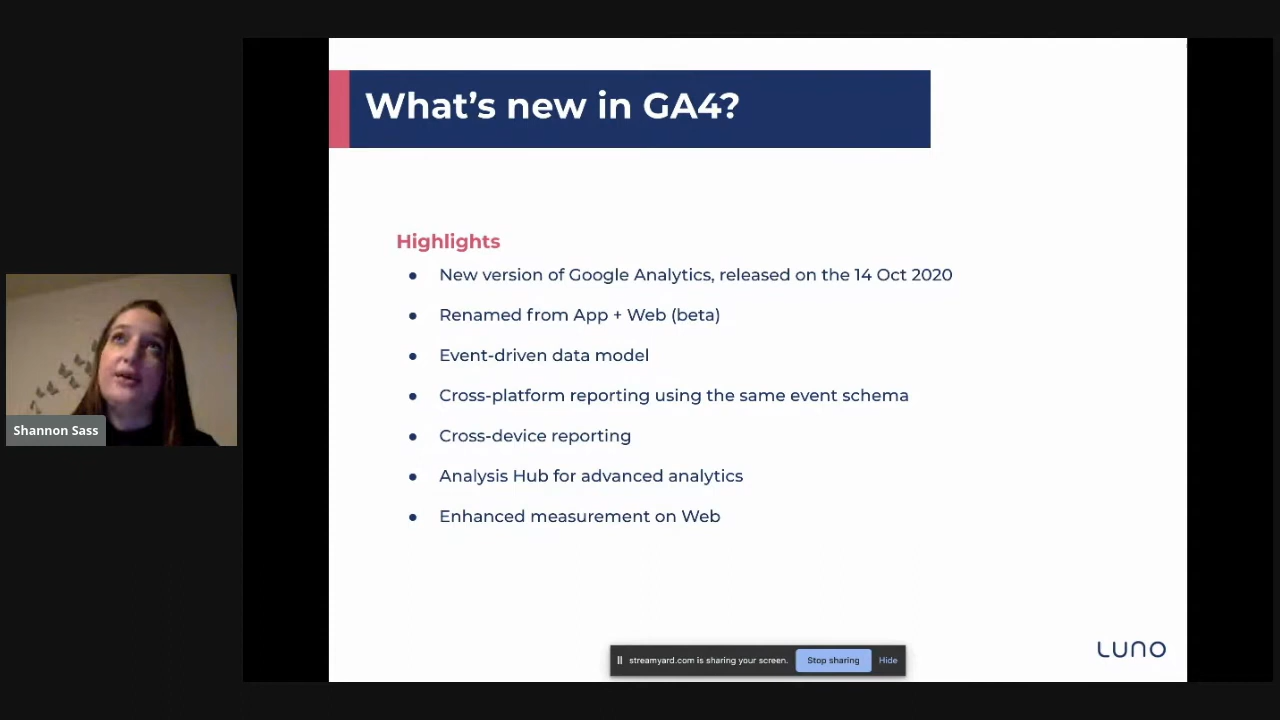 What's new in GA4?
Highlights
● New version of Google Analytics, released on the 14 Oct 2020
● Renamed from App + Web (beta)
● Event-driven data model
● Cross-platform reporting using the same event schema
● Cross-device reporting
● Analysis Hub for advanced analytics
● Enhanced measurement on Web
Shannon Sass
streamyard.com is sharing your screen. Stop sharing Hide
LUNO